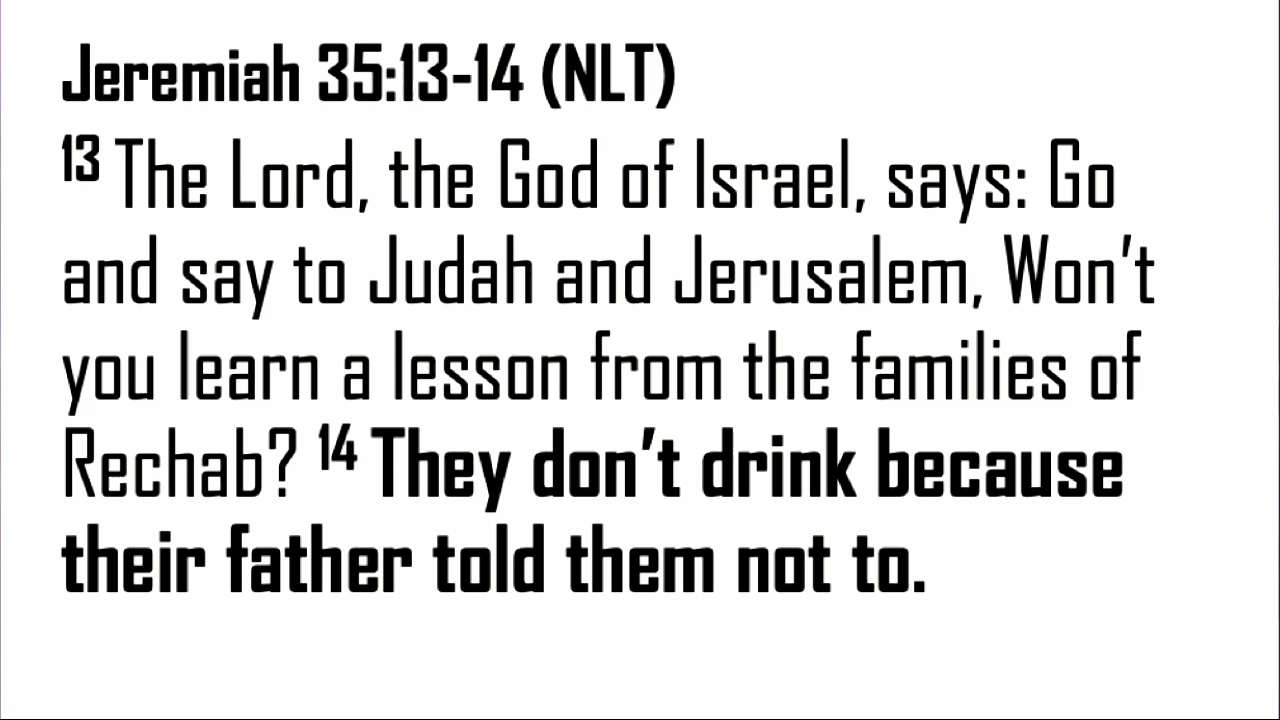 Jeremiah 35:13-14 (NLT)
13 The Lord, the God of Israel, says: Go
and say to Judah and Jerusalem, Won't
you learn a lesson from the families of
Rechab? 14 They don't drink because
their father told them not to.